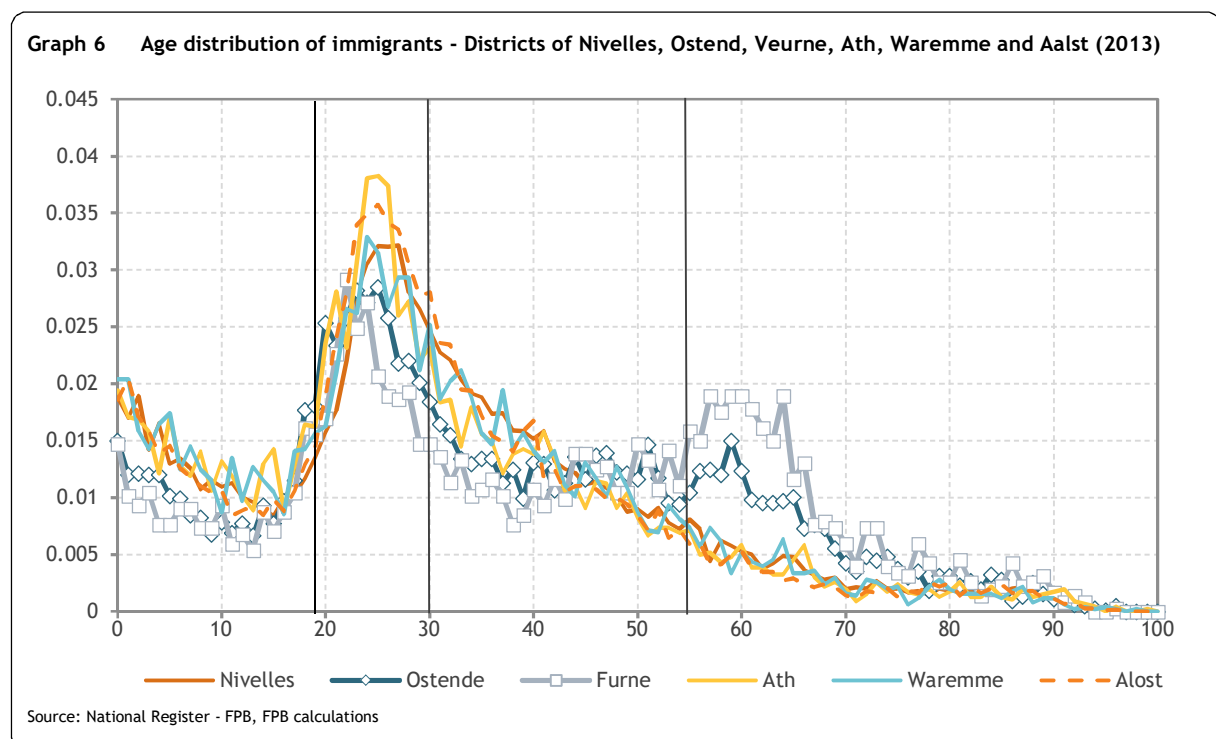 Graph 6 Age distribution of immigrants - Districts of Nivelles, Ostend, Veurne, Ath, Waremme and Aalst (2013)
0.045
0.04
0.035
0.03
0.025
0.02
0.015
0.01
0.005
0
0 10 20 30 40 50 60 70 80 90 100
Nivelles Ostende Furne Ath Waremme Alost
Source: National Register - FPB, FPB calculations